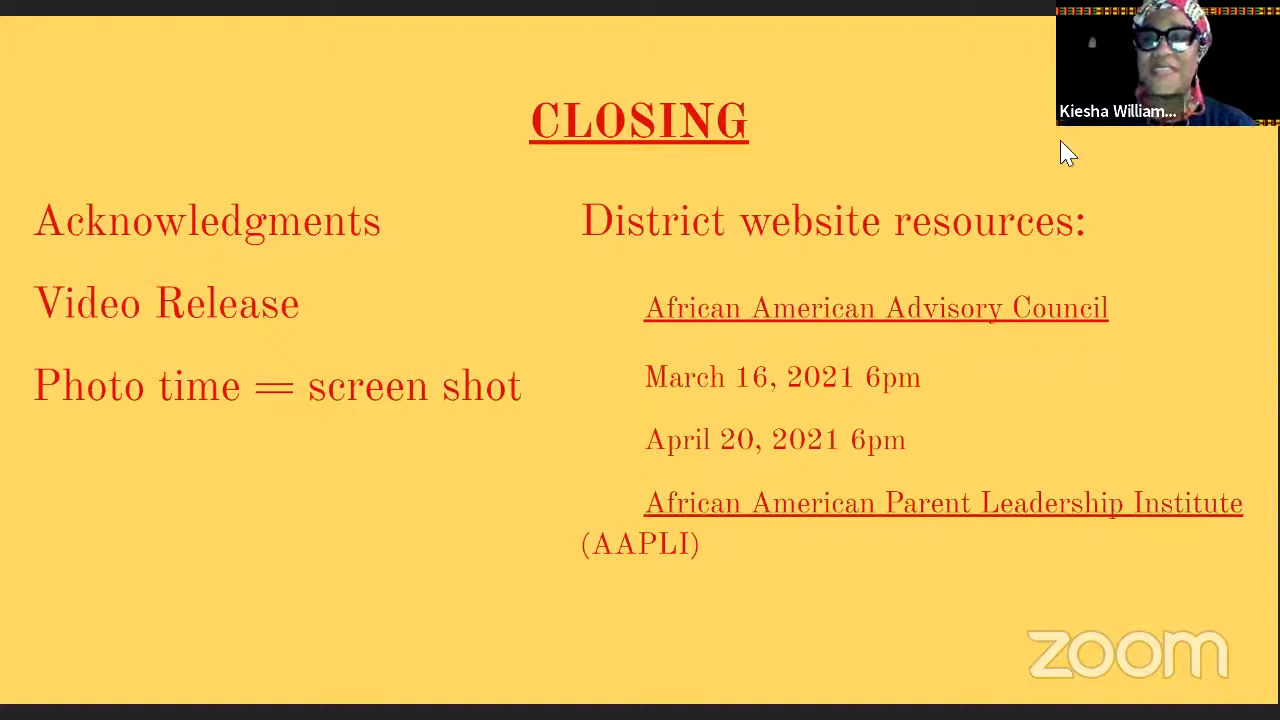 Kiesha William...
CLOSING
Acknowledgments
Video Release
Photo time = screen shot
District website resources:
African American Advisory Council
March 16, 2021 6pm
April 20, 2021 6pm
African American Parent Leadership Institute
(AAPLI)
zoom